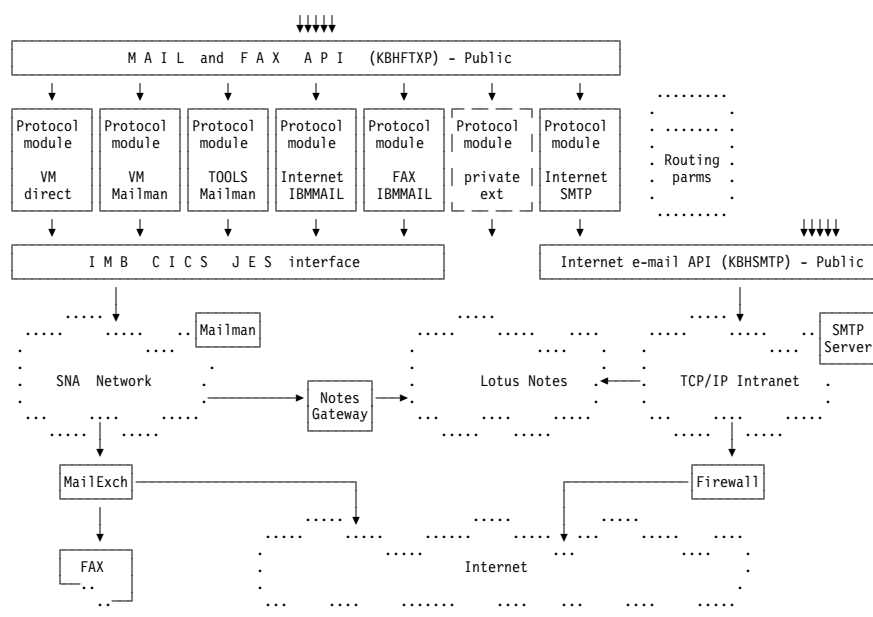 M A I L and F A X A P I (KBHFTXP) - Public
Protocol module VM direct
Protocol module VM Mailman
Protocol module TOOLS Mailman
Protocol module Internet IBMMAIL
Protocol module FAX IBMMAIL
Protocol module private ext
Protocol module Internet SMTP
Routing parms
I M B C I C S J E S interface
Internet e-mail API (KBHSMTP) - Public
Mailman
SMTP Server
SNA Network
Notes Gateway
Lotus Notes
TCP/IP Intranet
MailExch
Firewall
FAX
Internet